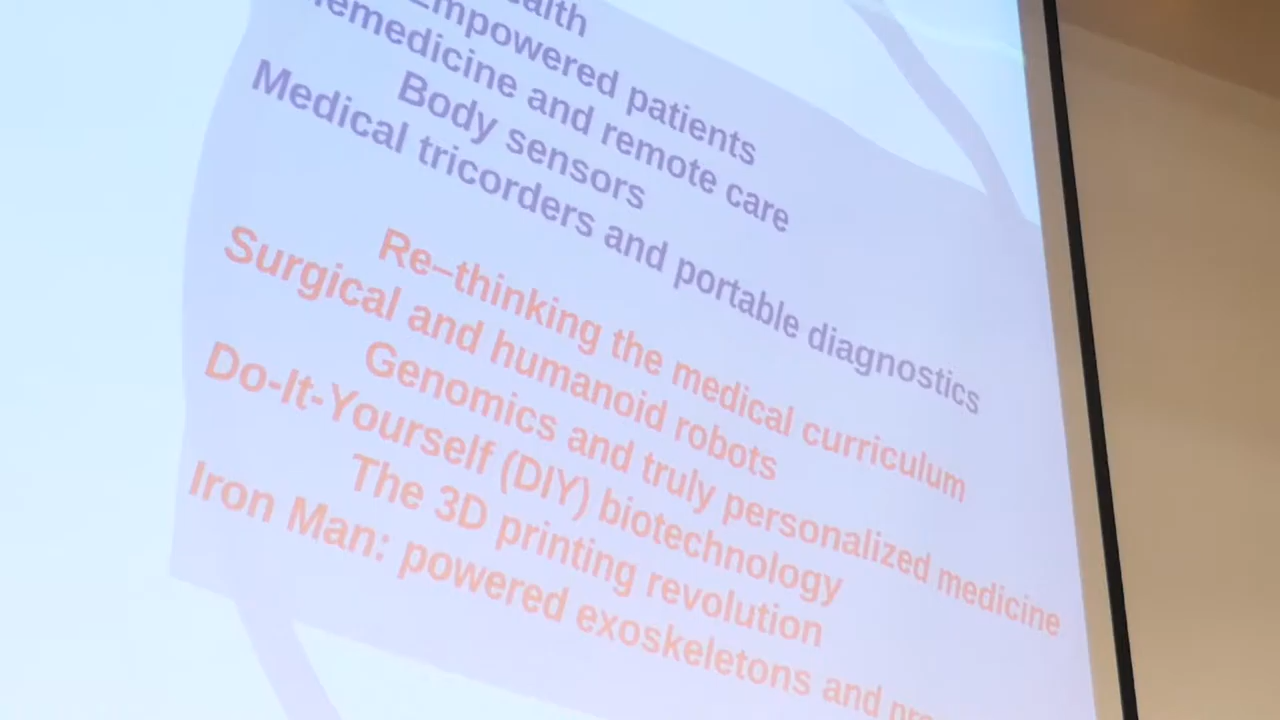 Empowered patients
and remote care
Body sensors
Medical tricorders and portable diagnostics
Re–thinking the medical curriculum
Surgical and humanoid robots
Genomics and truly personalized medicine
Do-It-Yourself (DIY) biotechnology
The 3D printing revolution
Iron Man: powered exoskeletons and